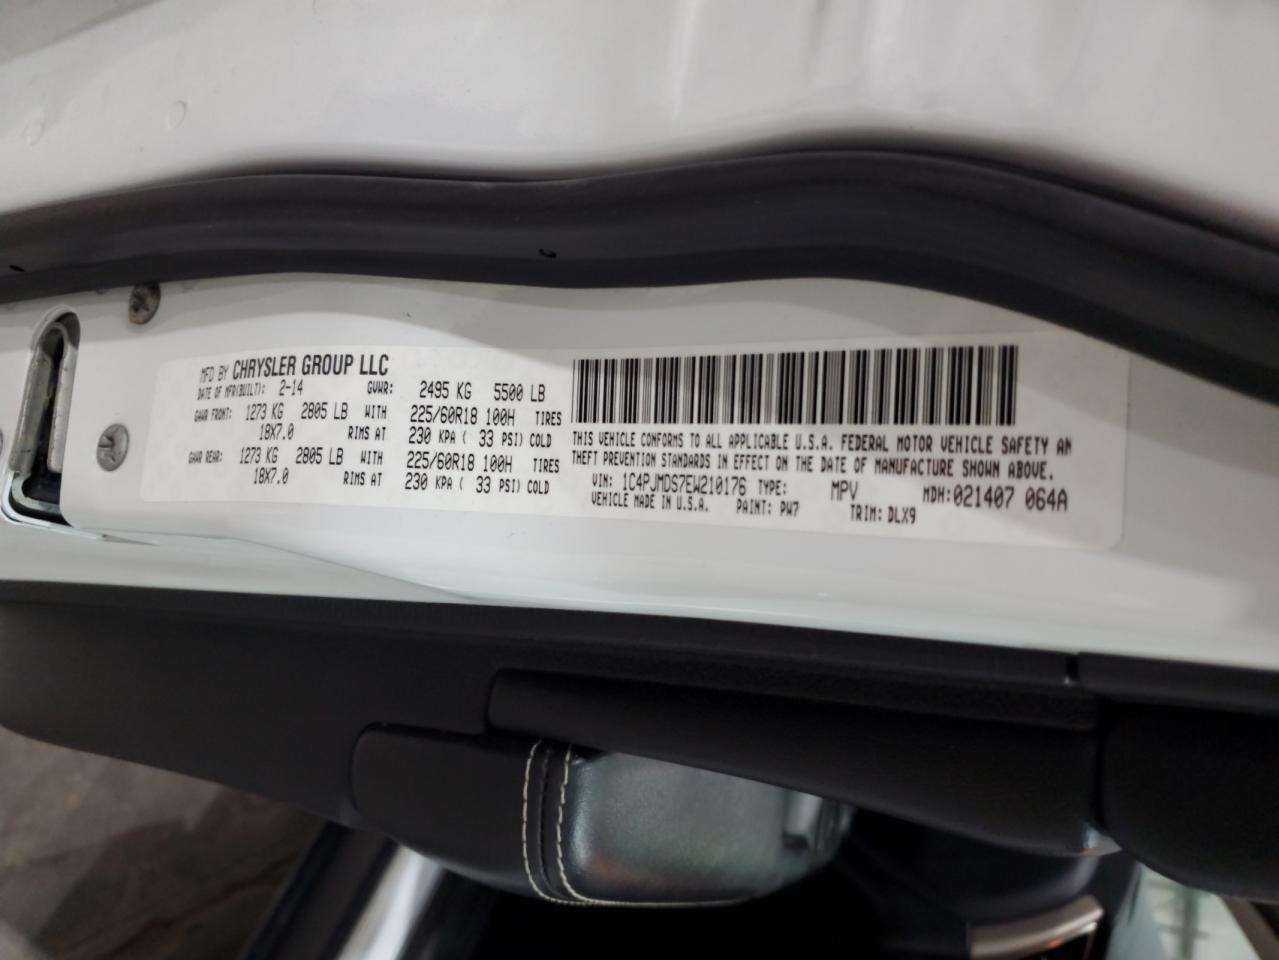 MFD BY CHRYSLER GROUP LLC
DATE OF MFR(BUILT): 2-14 GVWR: 2495 KG 5500 LB
GAWR FRONT: 1273 KG 2805 LB WITH 225/60R18 100H TIRES
18X7.0 RIMS AT 230 KPA ( 33 PSI) COLD
GAWR REAR: 1273 KG 2805 LB WITH 225/60R18 100H TIRES
18X7.0 RIMS AT 230 KPA ( 33 PSI) COLD
THIS VEHICLE CONFORMS TO ALL APPLICABLE U.S.A. FEDERAL MOTOR VEHICLE SAFETY AN
THEFT PREVENTION STANDARDS IN EFFECT ON THE DATE OF MANUFACTURE SHOWN ABOVE.
VIN: 1C4PJMDS7EW210176 TYPE: MPV MDH:021407 064A
VEHICLE MADE IN U.S.A. PAINT: PW7 TRIM: DLX9